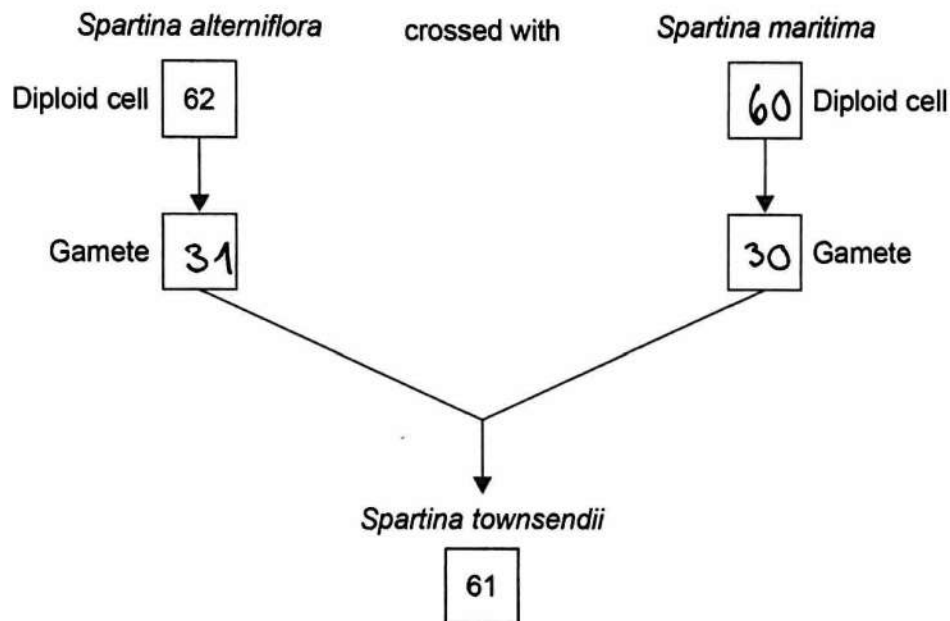 Spartina alterniflora crossed with Spartina maritima
Diploid cell 62 60 Diploid cell
Gamete 31 30 Gamete
Spartina townsendii
61